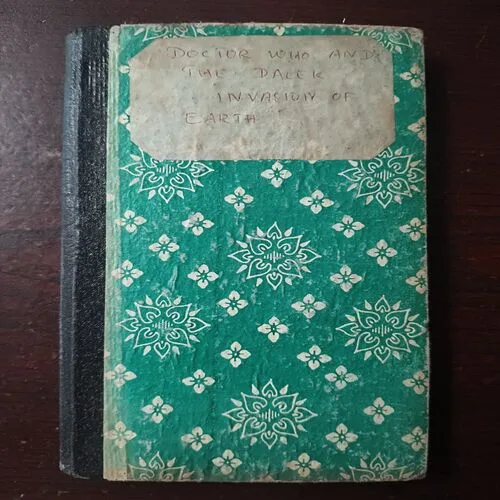 DOCTOR WHO AND
THE DALEK
INVASION OF
EARTH